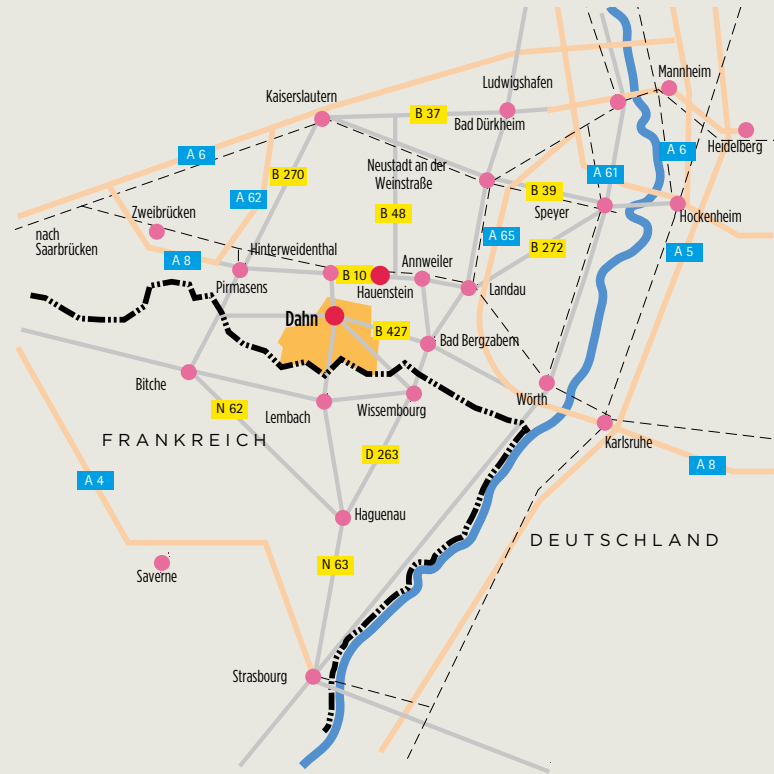 Mannheim
Ludwigshafen
Kaiserslautern
B 37
Bad Dürkheim
Heidelberg
A 6
A 6
Neustadt an der
Weinstraße
B 270
A 61
A 62
B 39
Zweibrücken
B 48
Speyer
Hockenheim
nach
Saarbrücken
A 65
B 272
A 5
Hinterweidenthal
A 8
Annweiler
B 10
Pirmasens
Hauenstein
Landau
Dahn
B 427
Bad Bergzabern
Bitche
Wörth
N 62
Lembach
Wissembourg
FRANKREICH
Karlsruhe
D 263
A 8
A 4
Haguenau
DEUTSCHLAND
N 63
Saverne
Strasbourg